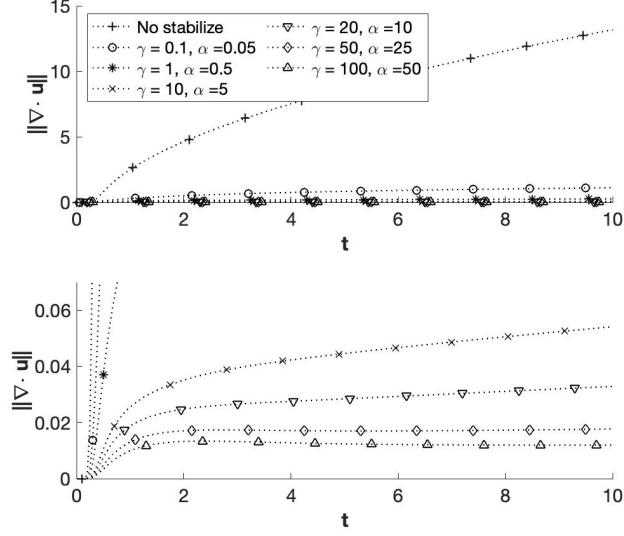 15
10
5
0
‖∇· u‖
No stabilize
γ = 0.1, α =0.05
γ = 1, α =0.5
γ = 10, α =5
γ = 20, α =10
γ = 50, α =25
γ = 100, α =50
0 2 4 6 8 10
t
0.06
0.04
0.02
0
‖∇· u‖
0 2 4 6 8 10
t